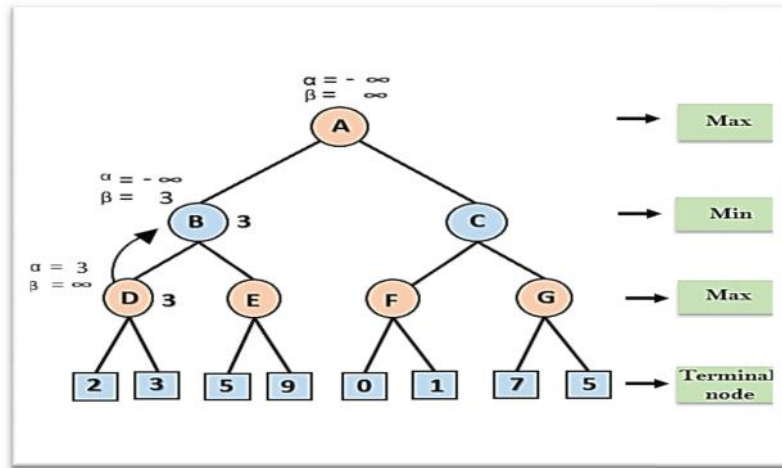 α = - ∞
β = ∞
A
Max
α = - ∞
β = 3
B 3
C
Min
α = 3
β = ∞
D 3
E
F
G
Max
2 3 5 9 0 1 7 5
Terminal
node